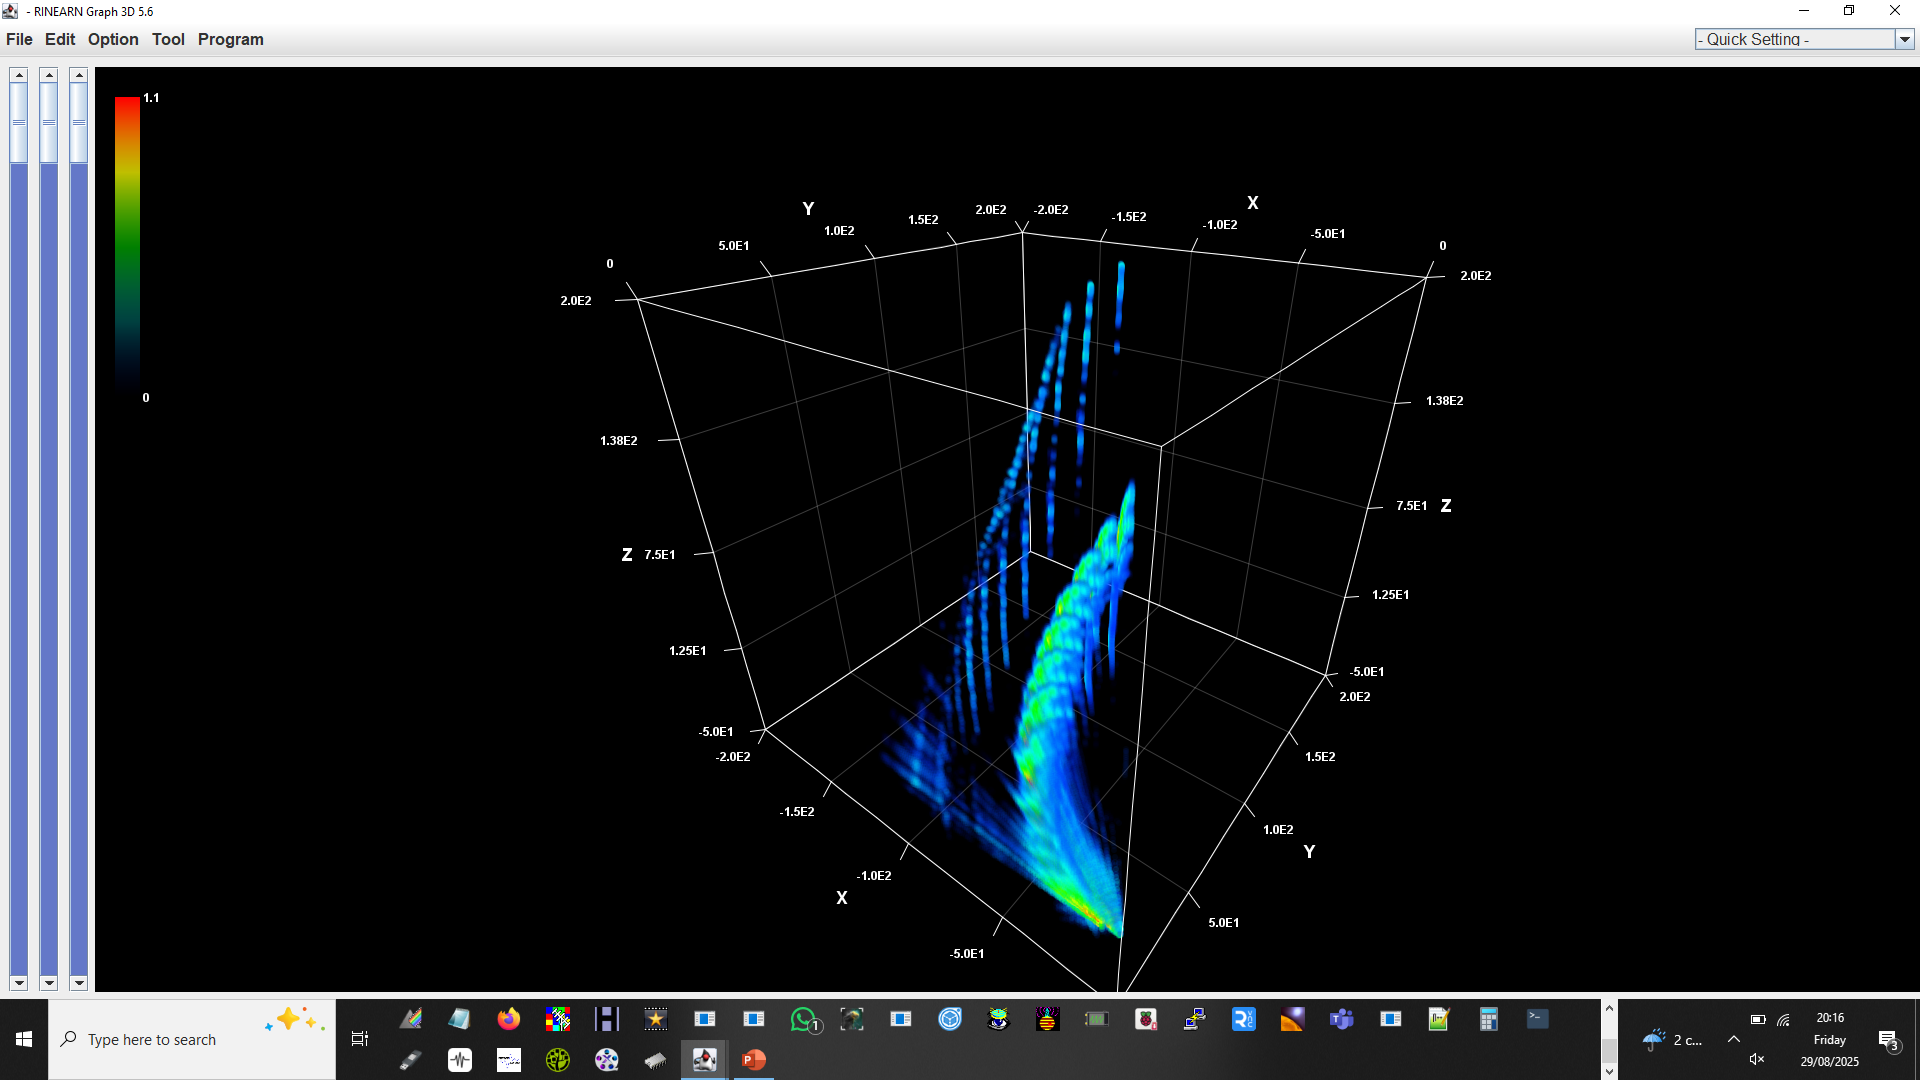 - RINEARN Graph 3D 5.6
File Edit Option Tool Program
- Quick Setting -
1.1
0
Y
X
2.0E2 -2.0E2
1.5E2
-1.5E2
1.0E2
-1.0E2
5.0E1
-5.0E1
0
0
2.0E2
2.0E2
1.38E2
1.38E2
7.5E1 Z
Z 7.5E1
1.25E1
1.25E1
-5.0E1
2.0E2
-5.0E1
-2.0E2
1.5E2
-1.5E2
1.0E2
Y
-1.0E2
X
5.0E1
-5.0E1
Type here to search
1
P
2 c...
20:16
Friday
29/08/2025
3